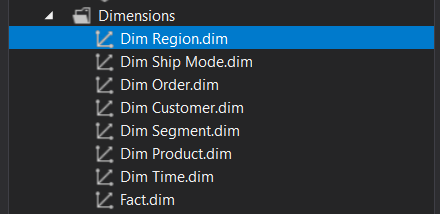 Dimensions
Dim Region.dim
Dim Ship Mode.dim
Dim Order.dim
Dim Customer.dim
Dim Segment.dim
Dim Product.dim
Dim Time.dim
Fact.dim